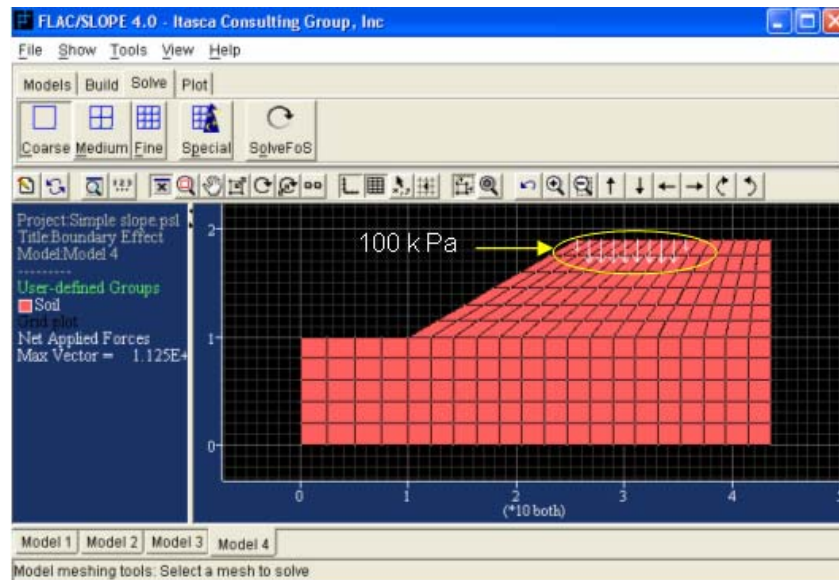 FLAC/SLOPE 4.0 - Itasca Consulting Group, Inc
File Show Tools View Help
Models Build Solve Plot
Coarse Medium Fine Special SolveFoS
Project:Simple slope.psl
Title:Boundary Effect
Model:Model 4
---------
User-defined Groups
Soil
Grid plot
Net Applied Forces
Max Vector = 1.125E+
100 kPa
2
1
0
0 1 2 3 4
(*10 both)
Model 1 Model 2 Model 3 Model 4
Model meshing tools: Select a mesh to solve